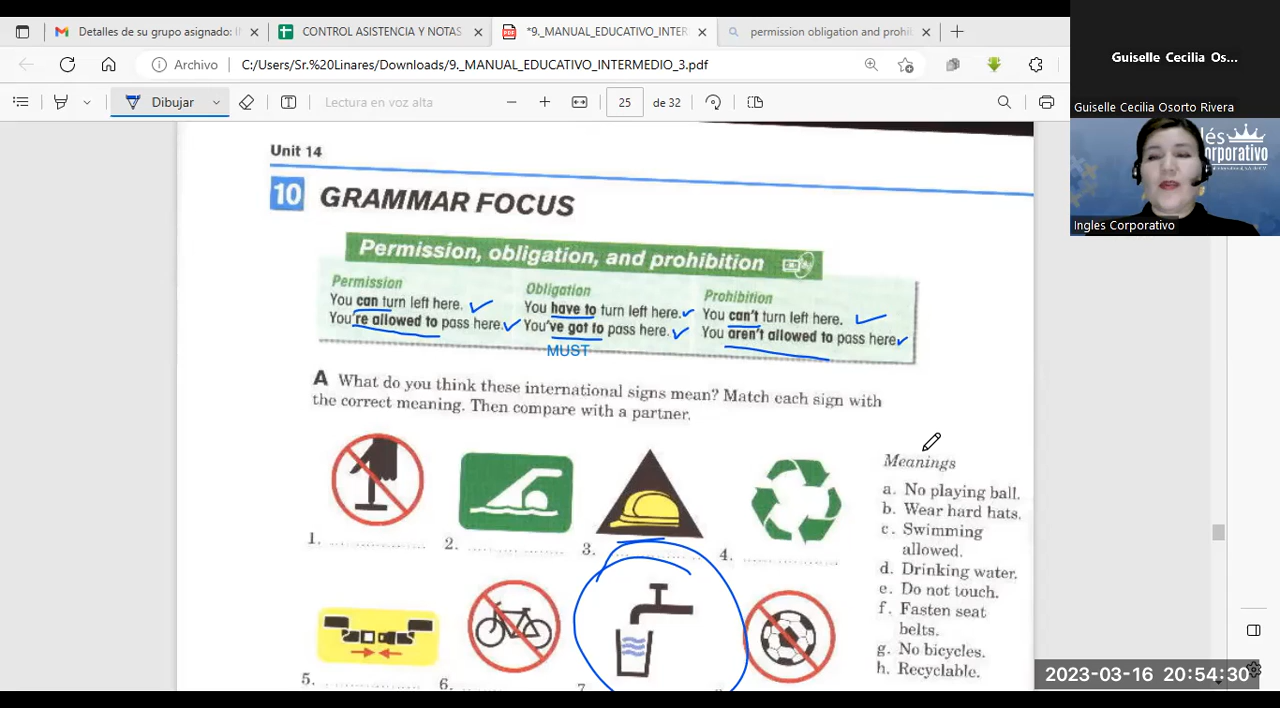 Detalles de su grupo asignado: (I
CONTROL ASISTENCIA Y NOTAS
*9._MANUAL_EDUCATIVO_INTER
permission obligation and prohi
Archivo
C:/Users/Sr.%20Linares/Downloads/9._MANUAL_EDUCATIVO_INTERMEDIO_3.pdf
Dibujar
Lectura en voz alta
25
de 32
Guiselle Cecilia Os...
Guiselle Cecilia Osorto Rivera
lés
orporativo
Ingles Corporativo
Unit 14
10 GRAMMAR FOCUS
Permission, obligation, and prohibition
Permission
You can turn left here.
You're allowed to pass here.
Obligation
You have to turn left here.
You've got to pass here.
MUST
Prohibition
You can't turn left here.
You aren't allowed to pass here
A What do you think these international signs mean? Match each sign with
the correct meaning. Then compare with a partner.
1.
2.
3.
4.
5.
6.
7.
Meanings
a. No playing ball.
b. Wear hard hats.
c. Swimming
allowed.
d. Drinking water.
e. Do not touch.
f. Fasten seat
belts.
g. No bicycles.
h. Recyclable.
2023-03-16 20:54:30